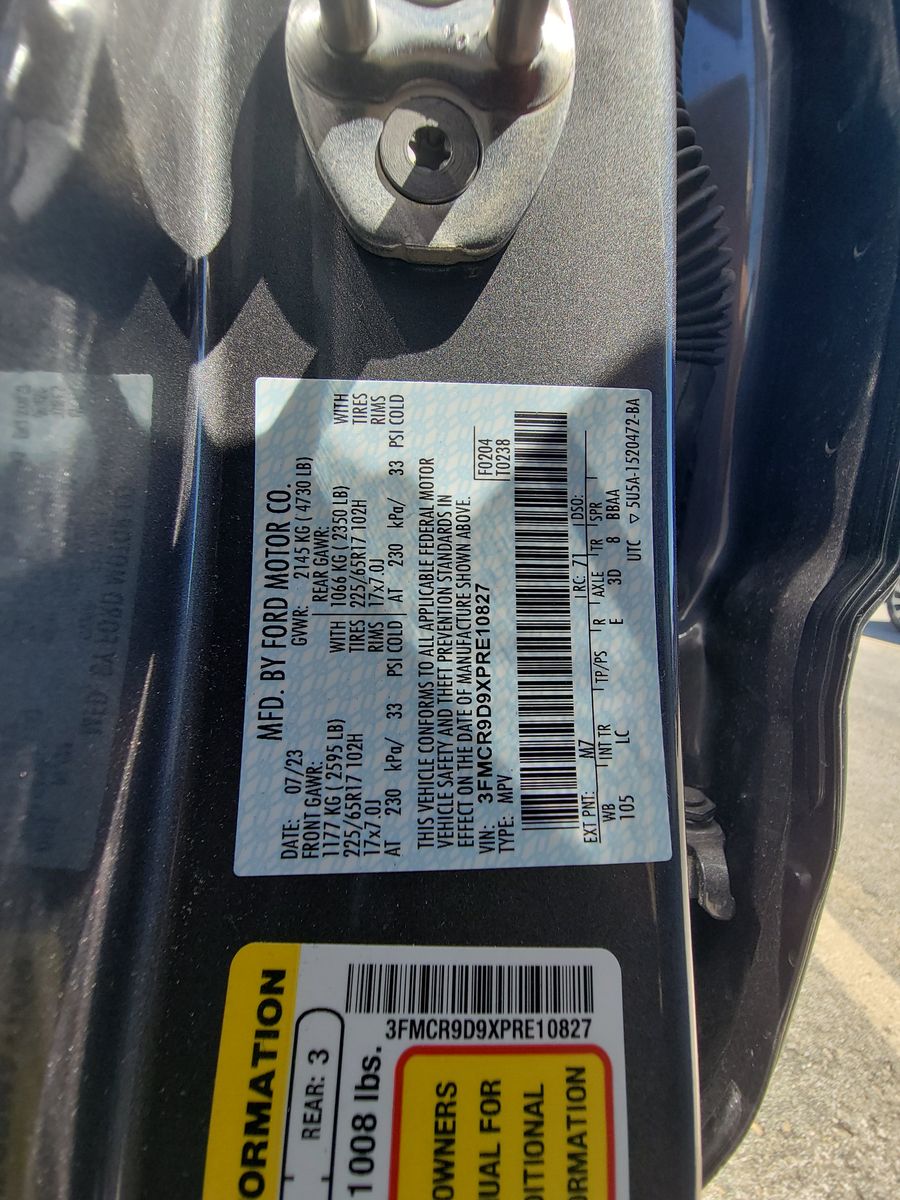 MFD. BY FORD MOTOR CO.
DATE: 07/23 GVWR: 2145 KG ( 4730 LB)
FRONT GAWR: REAR GAWR:
1177 KG ( 2595 LB) WITH 1066 KG ( 2350 LB) WITH
225/65R17 102H TIRES 225/65R17 102H TIRES
17x7.0J RIMS 17x7.0J RIMS
AT 230 kPa/ 33 PSI COLD AT 230 kPa/ 33 PSI COLD
THIS VEHICLE CONFORMS TO ALL APPLICABLE FEDERAL MOTOR
VEHICLE SAFETY AND THEFT PREVENTION STANDARDS IN
EFFECT ON THE DATE OF MANUFACTURE SHOWN ABOVE.
VIN: 3FMCR9D9XPRE10827 F0204
TYPE: MPV T0238
EXT PNT: M7 RC: 71 DSO:
WB INT TR TP/PS R AXLE TR SPR
105 LC E 3D 8 BBAA
UTC ▽ 5U5A-1520472-BA
ORMATION
REAR: 3
1008 lbs.
3FMCR9D9XPRE10827
OWNERS
UAL FOR
DITIONAL
ORMATION